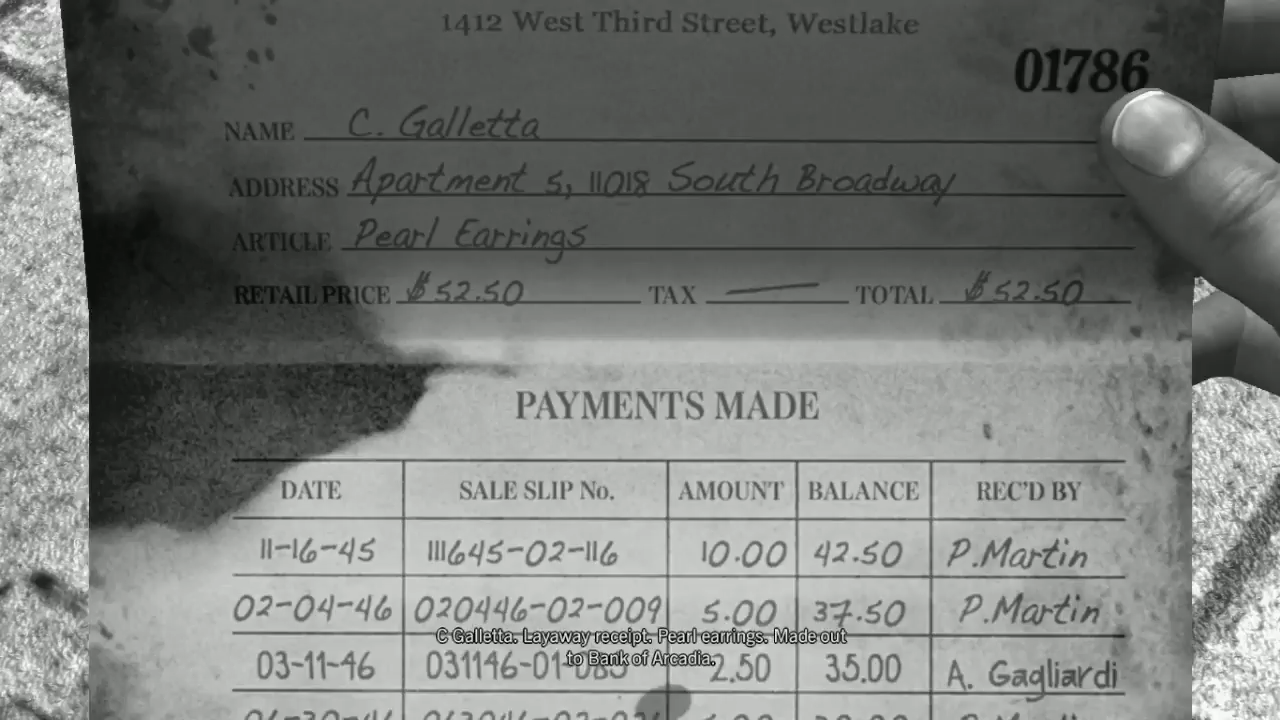 1412 West Third Street, Westlake
01786
NAME C. Galletta
ADDRESS Apartment 5, 11018 South Broadway
ARTICLE Pearl Earrings
RETAIL PRICE $52.50 TAX — TOTAL $52.50
PAYMENTS MADE
DATE SALE SLIP No. AMOUNT BALANCE REC'D BY
11-16-45 111645-02-116 10.00 42.50 P.Martin
02-04-46 020446-02-009 5.00 37.50 P.Martin
C Galletta. Layaway receipt. Pearl earrings. Made out
to Bank of Arcadia.
03-11-46 031146-01-085 2.50 35.00 A. Gagliardi